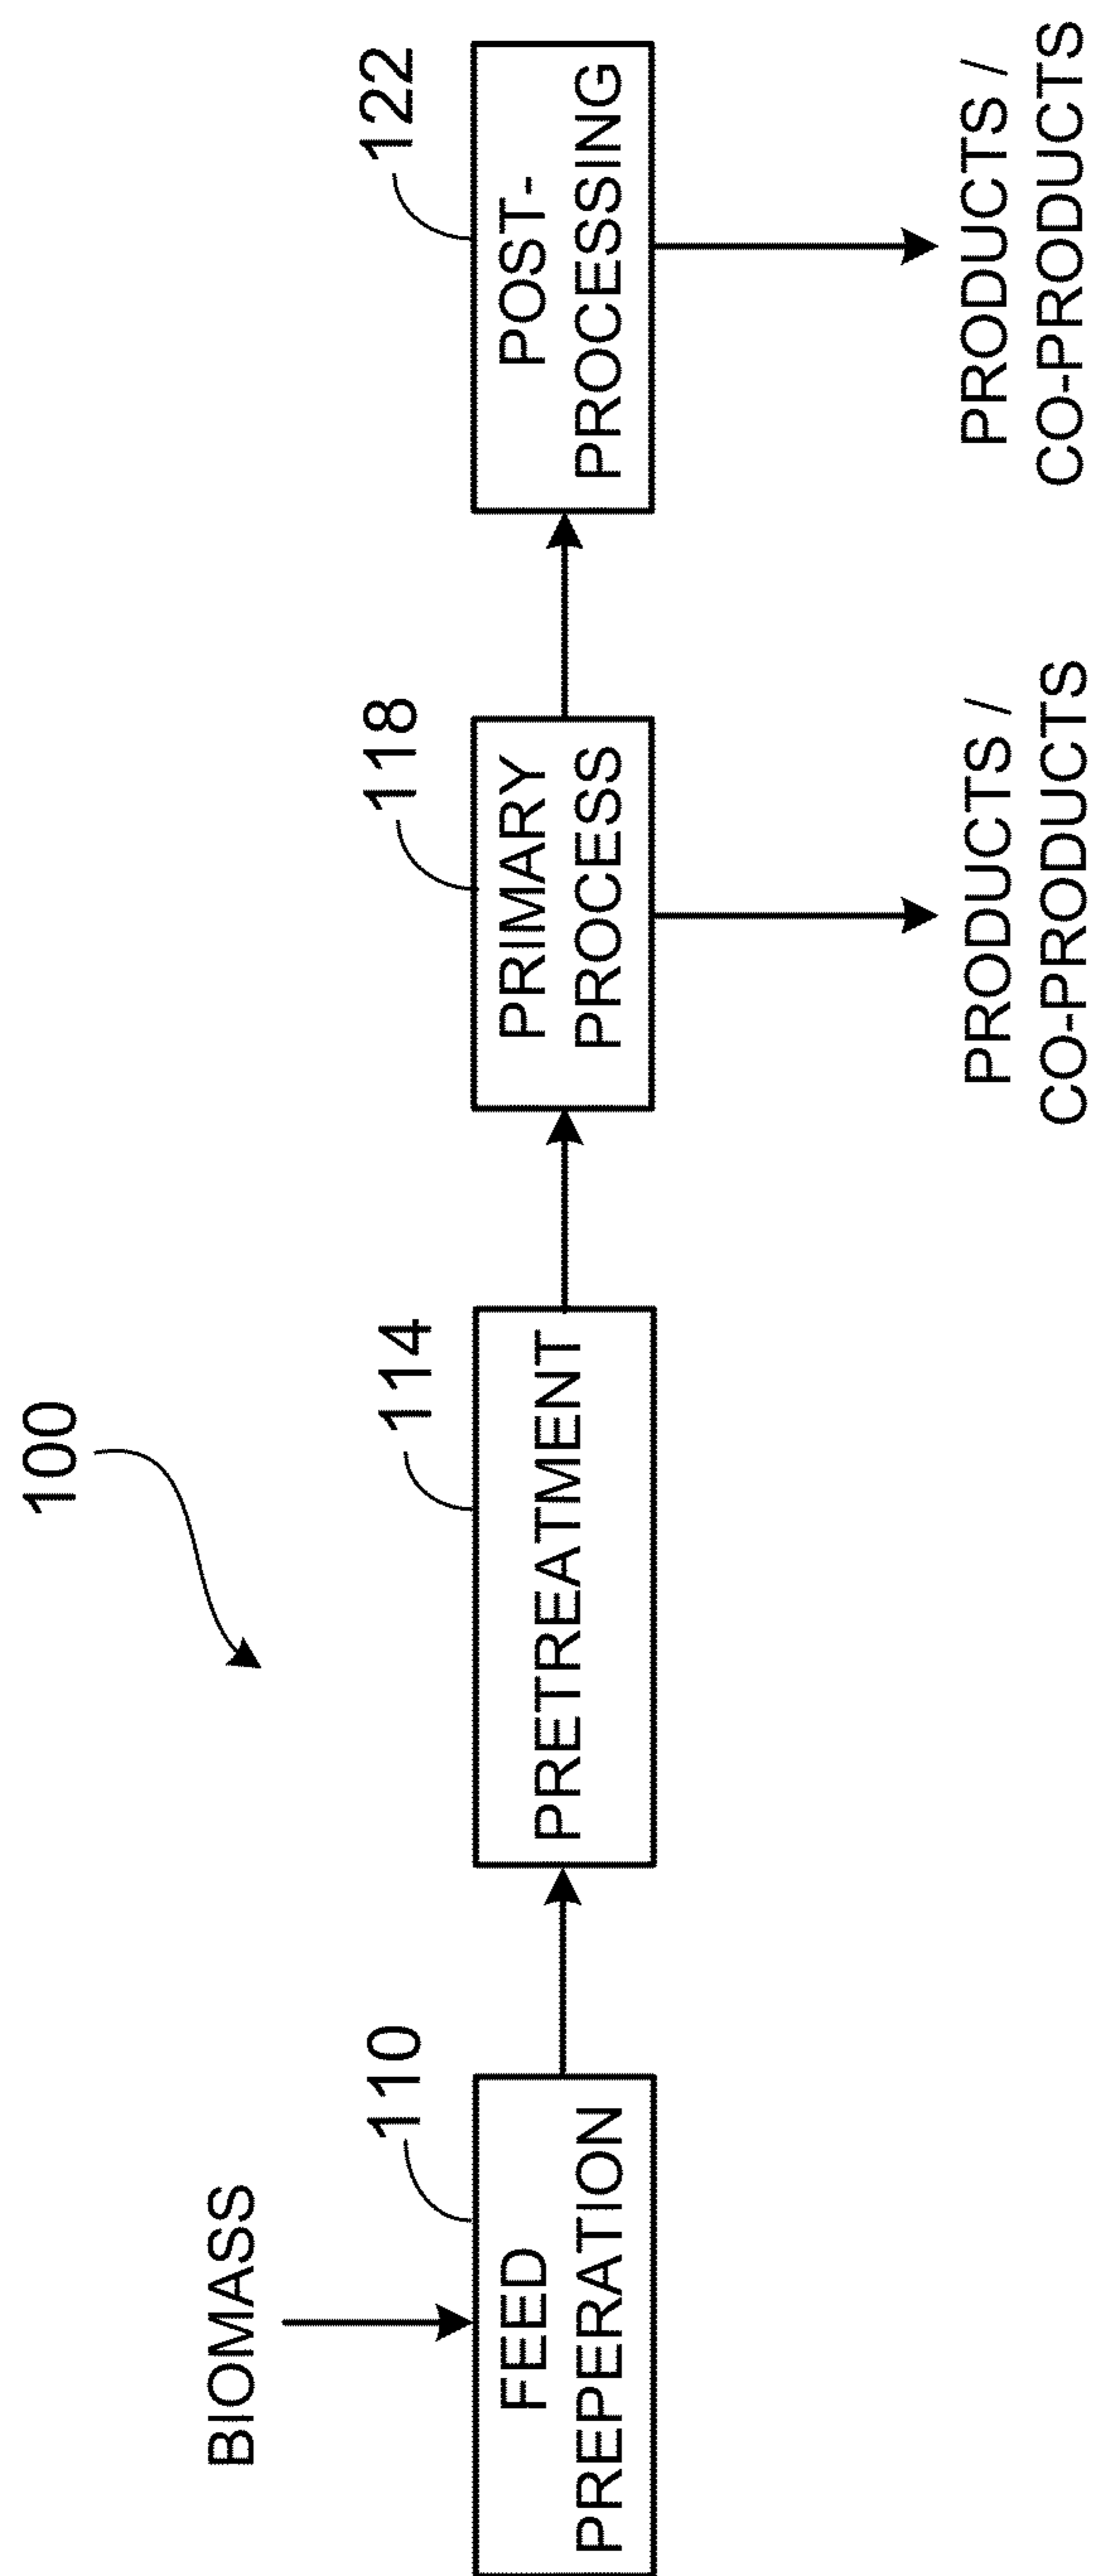 100
BIOMASS
110
FEED
PREPERATION
114
PRETREATMENT
118
PRIMARY
PROCESS
122
POST-
PROCESSING
PRODUCTS /
CO-PRODUCTS
PRODUCTS /
CO-PRODUCTS